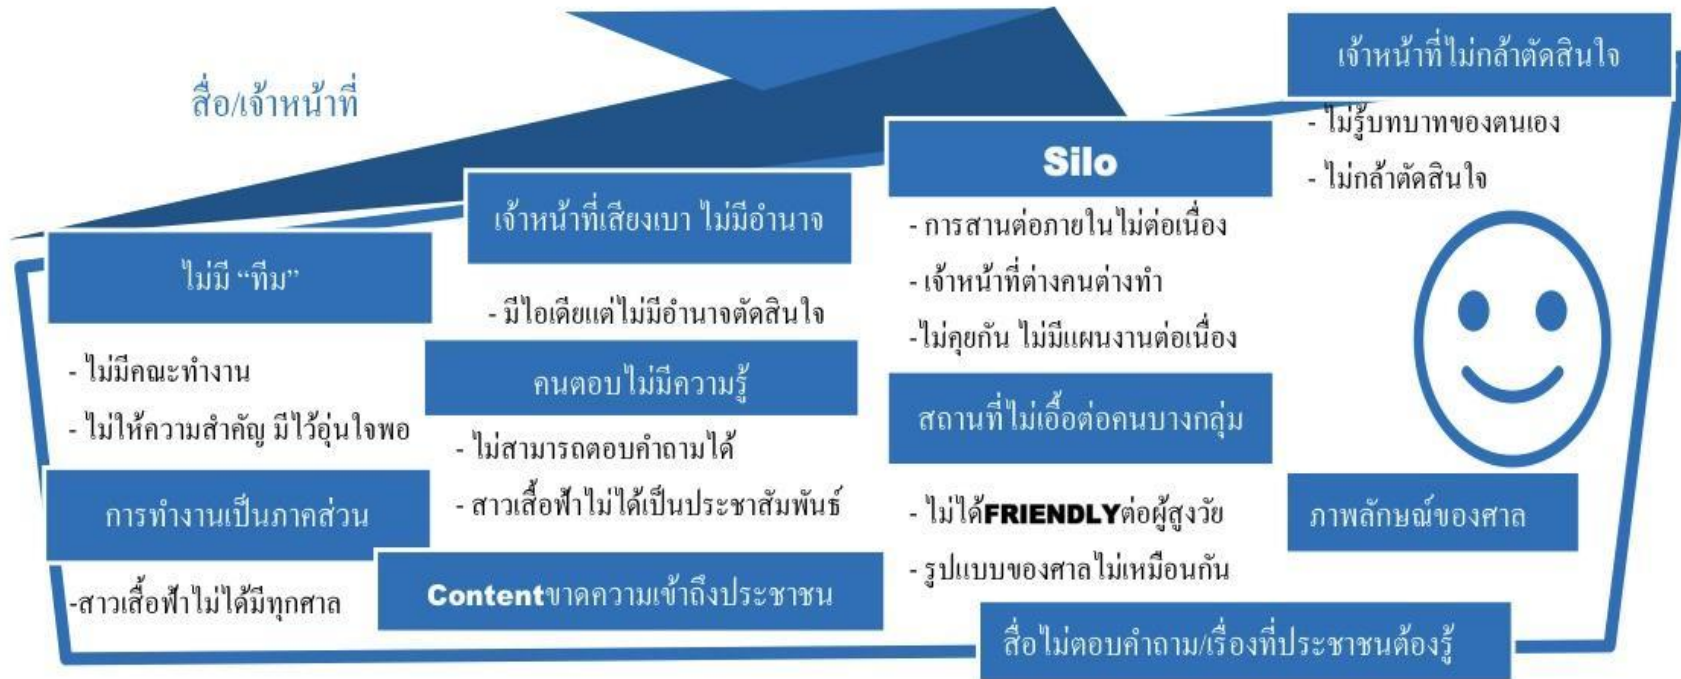 สื่อ/เจ้าหน้าที่
ไม่มี “ทีม”
- ไม่มีคณะทำงาน
- ไม่ให้ความสำคัญ มีไว้อุ่นใจพอ
การทำงานเป็นภาคส่วน
-สาวเสื้อฟ้าไม่ได้มีทุกศาล
เจ้าหน้าที่เสียงเบา ไม่มีอำนาจ
- มีไอเดียแต่ไม่มีอำนาจตัดสินใจ
คนตอบไม่มีความรู้
- ไม่สามารถตอบคำถามได้
- สาวเสื้อฟ้าไม่ได้เป็นประชาสัมพันธ์
Contentขาดความเข้าถึงประชาชน
Silo
- การสานต่อภายในไม่ต่อเนื่อง
- เจ้าหน้าที่ต่างคนต่างทำ
-ไม่คุยกัน ไม่มีแผนงานต่อเนื่อง
สถานที่ไม่เอื้อต่อคนบางกลุ่ม
- ไม่ได้FRIENDLYต่อผู้สูงวัย
- รูปแบบของศาลไม่เหมือนกัน
สื่อไม่ตอบคำถาม/เรื่องที่ประชาชนต้องรู้
เจ้าหน้าที่ไม่กล้าตัดสินใจ
- ไม่รู้บทบาทของตนเอง
- ไม่กล้าตัดสินใจ
ภาพลักษณ์ของศาล